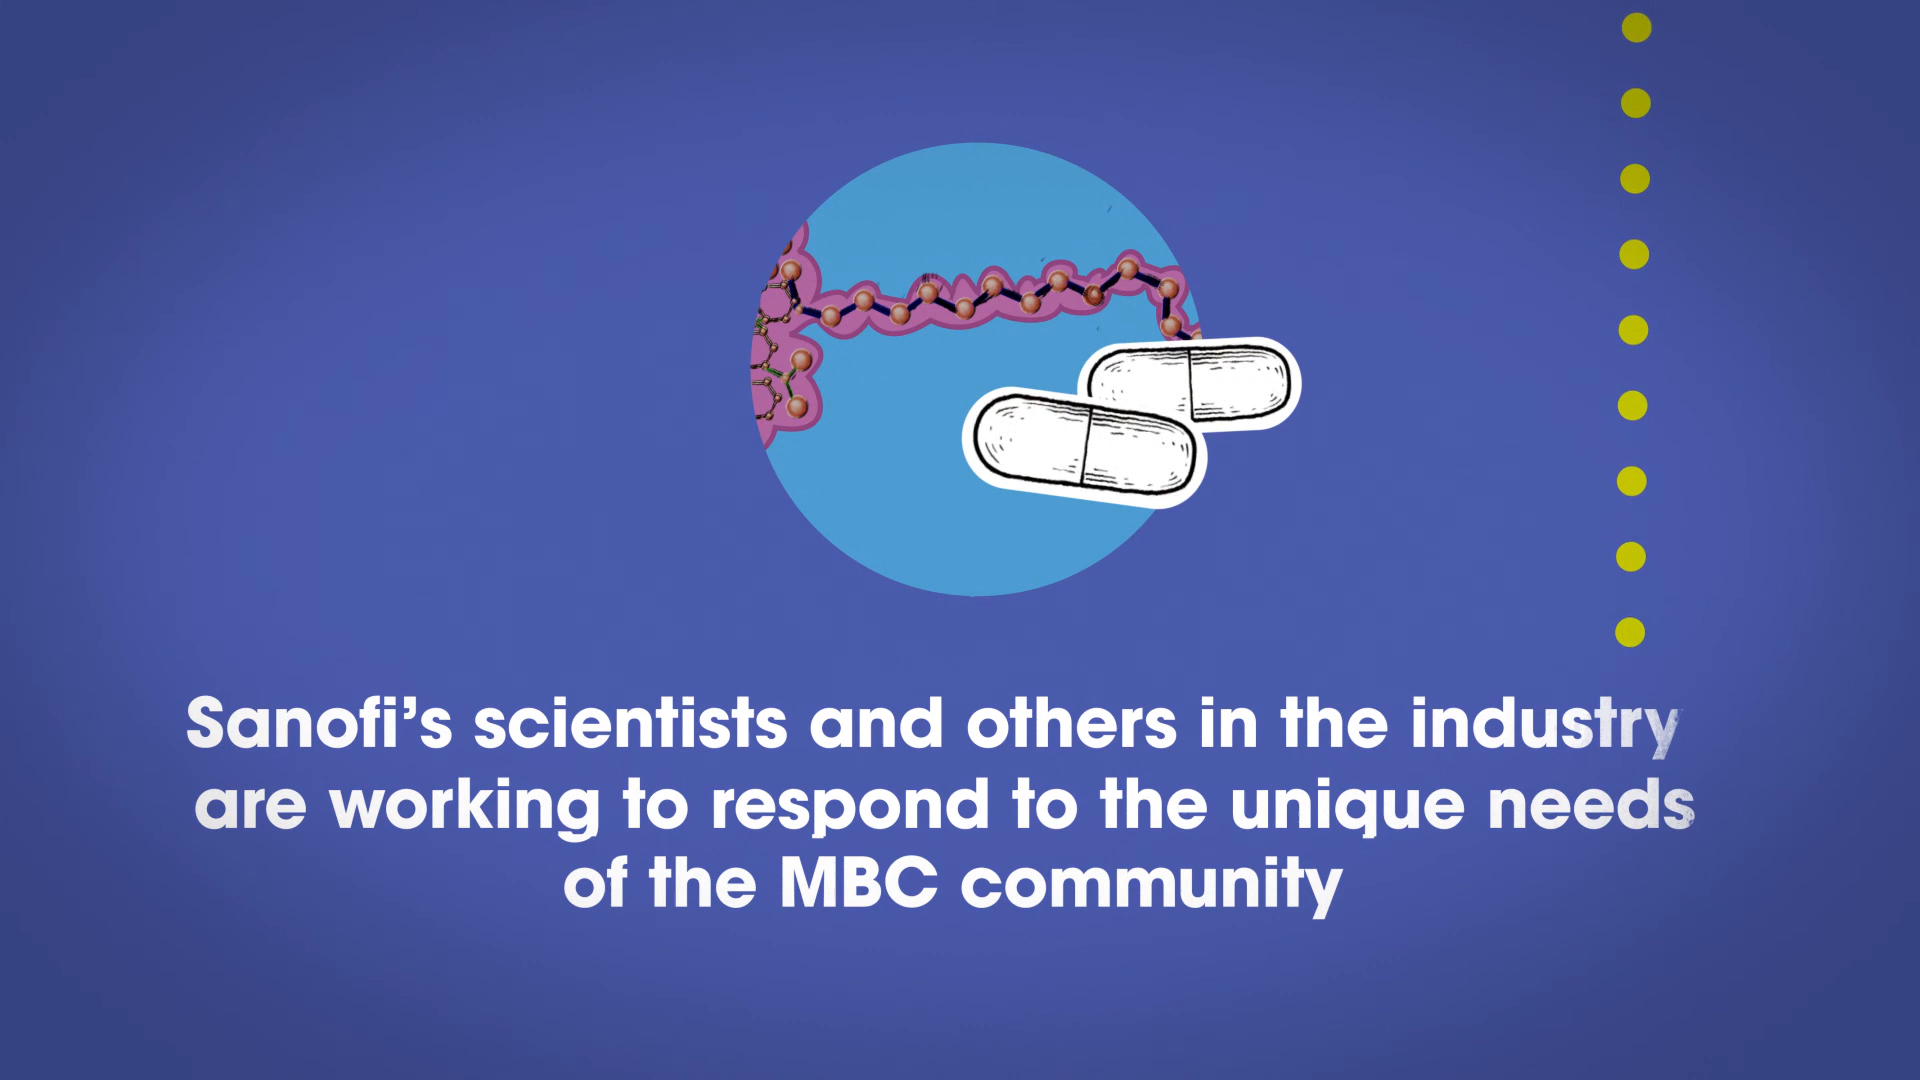 Sanofi’s scientists and others in the industry
are working to respond to the unique needs
of the MBC community